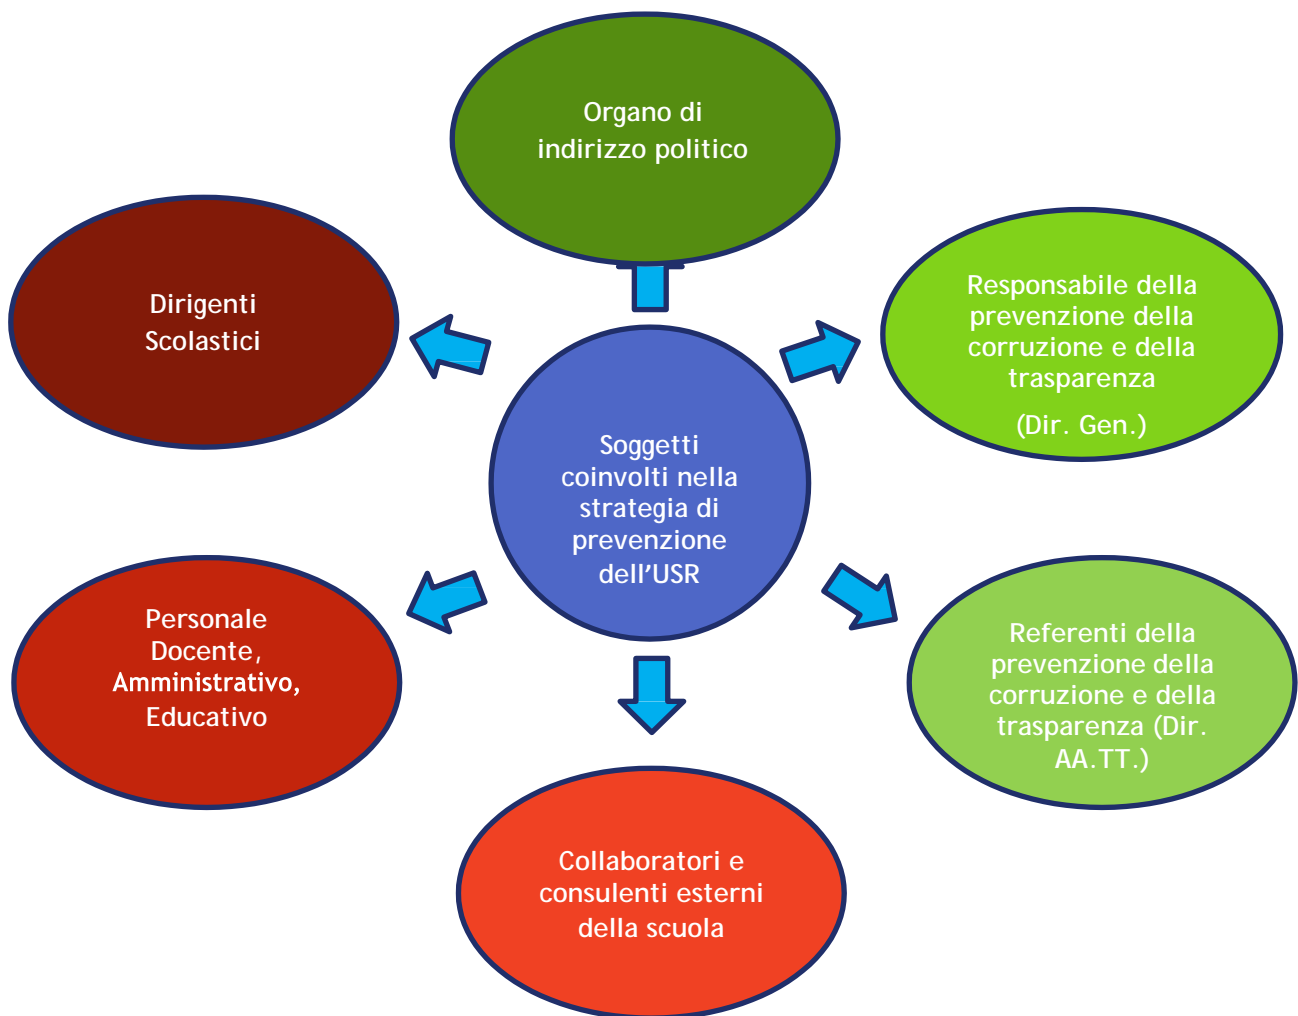 Organo di
indirizzo politico
Dirigenti
Scolastici
Responsabile della
prevenzione della
corruzione e della
trasparenza
(Dir. Gen.)
Soggetti
coinvolti nella
strategia di
prevenzione
dell'USR
Personale
Docente,
Amministrativo,
Educativo
Referenti della
prevenzione della
corruzione e della
trasparenza (Dir.
AA.TT.)
Collaboratori e
consulenti esterni
della scuola